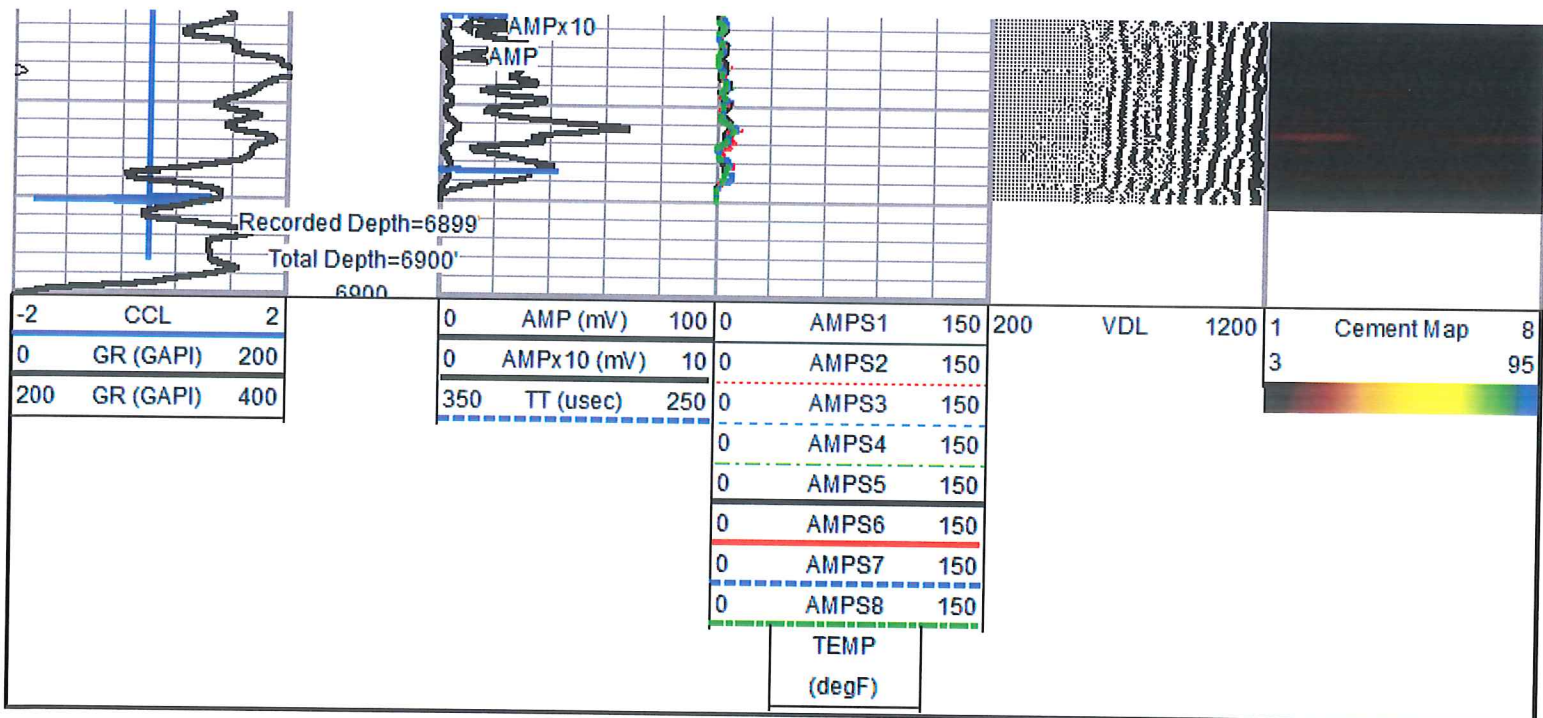 AMPx10
AMP
Recorded Depth=6899'
Total Depth=6900'
6900
-2 CCL 2
0 GR (GAPI) 200
200 GR (GAPI) 400
0 AMP (mV) 100
0 AMPx10 (mV) 10
350 TT (usec) 250
0 AMPS1 150
0 AMPS2 150
0 AMPS3 150
0 AMPS4 150
0 AMPS5 150
0 AMPS6 150
0 AMPS7 150
0 AMPS8 150
TEMP
(degF)
200 VDL 1200
1 Cement Map 8
3 95